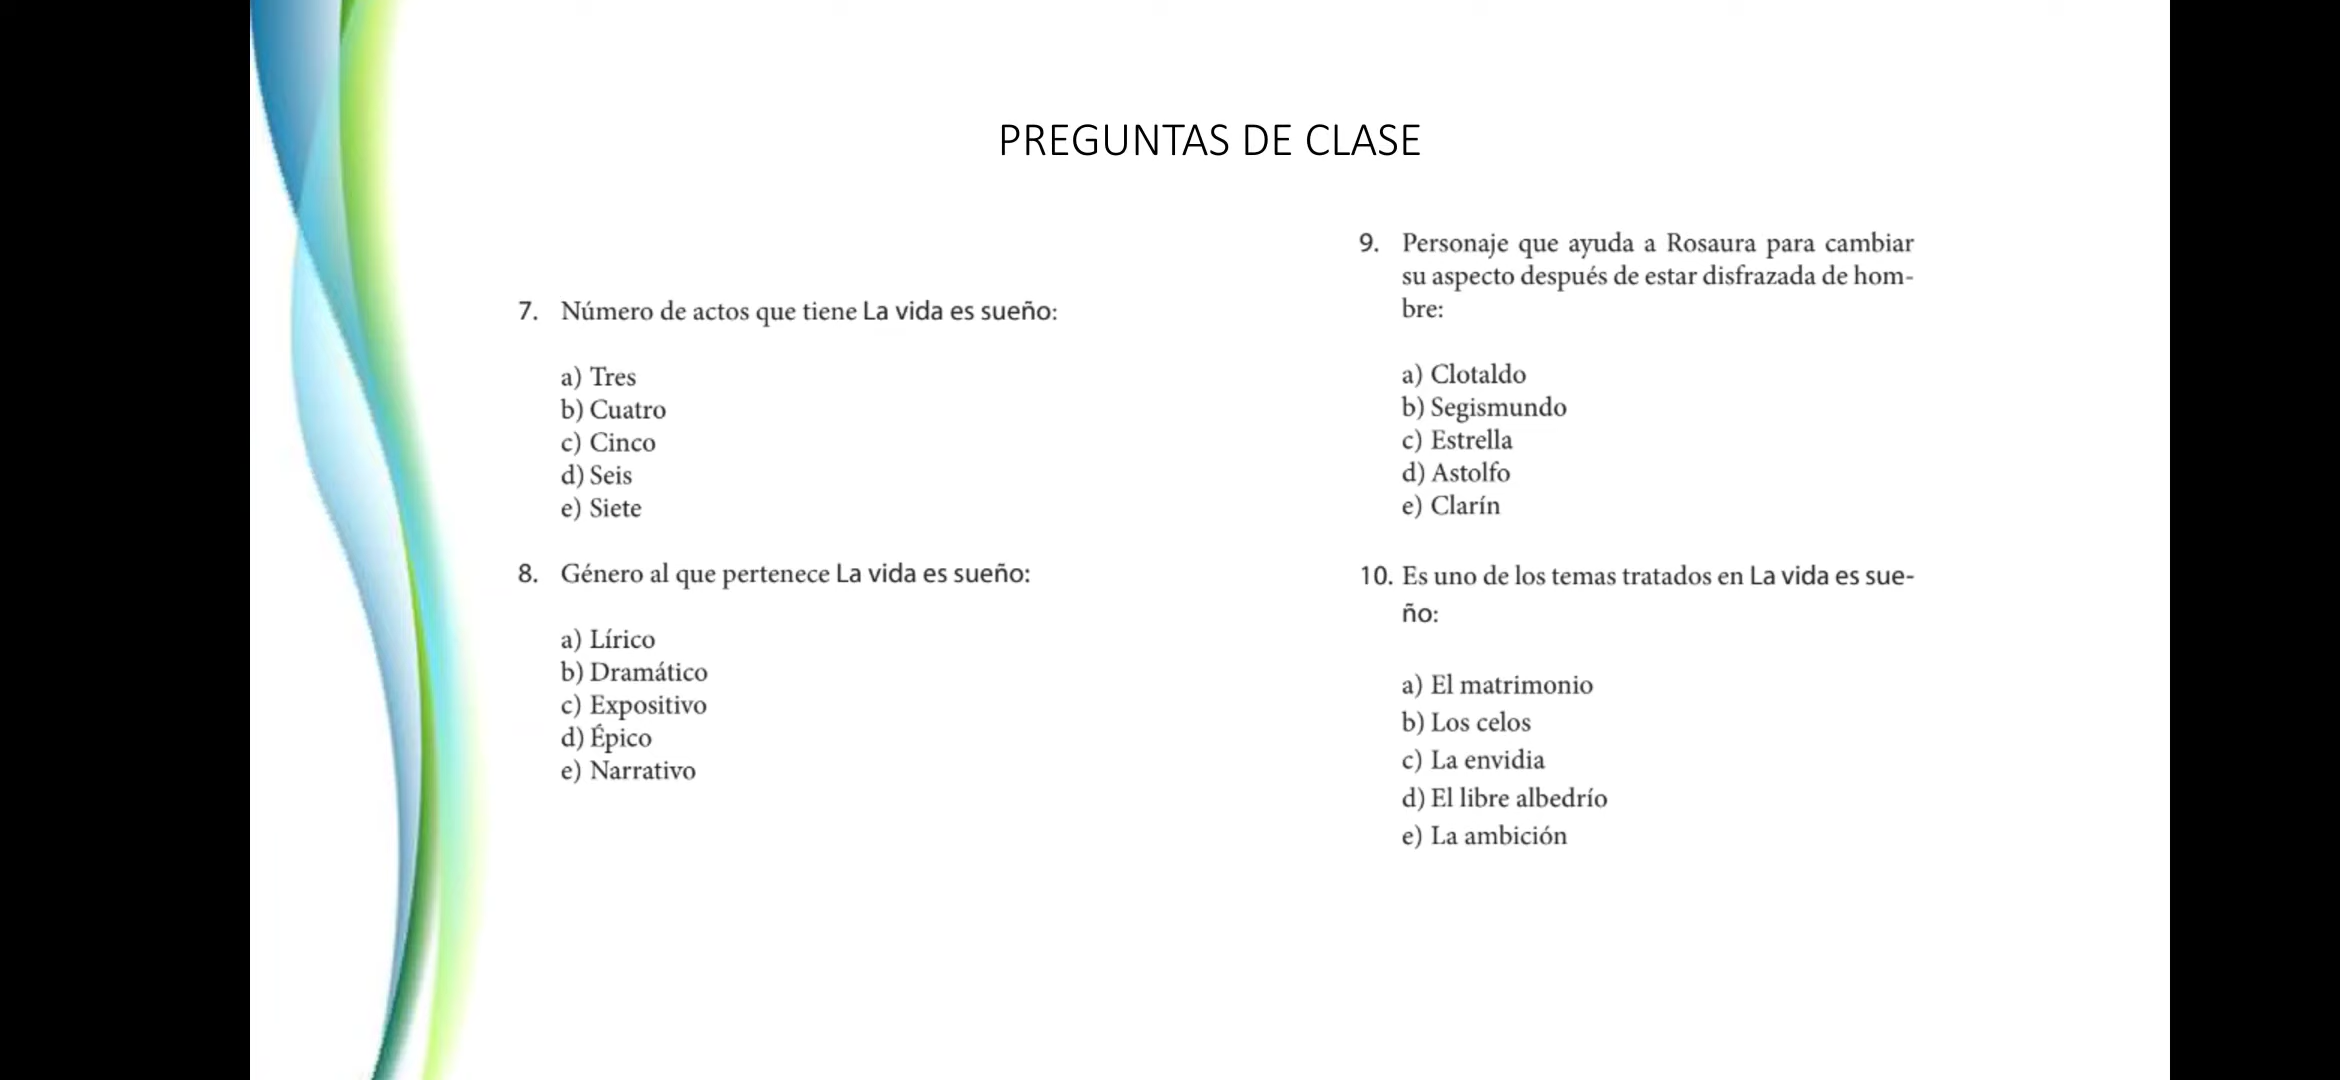 PREGUNTAS DE CLASE
7. Número de actos que tiene La vida es sueño:
a) Tres
b) Cuatro
c) Cinco
d) Seis
e) Siete
8. Género al que pertenece La vida es sueño:
a) Lírico
b) Dramático
c) Expositivo
d) Épico
e) Narrativo
9. Personaje que ayuda a Rosaura para cambiar
su aspecto después de estar disfrazada de hom-
bre:
a) Clotaldo
b) Segismundo
c) Estrella
d) Astolfo
e) Clarín
10. Es uno de los temas tratados en La vida es sue-
ño:
a) El matrimonio
b) Los celos
c) La envidia
d) El libre albedrío
e) La ambición